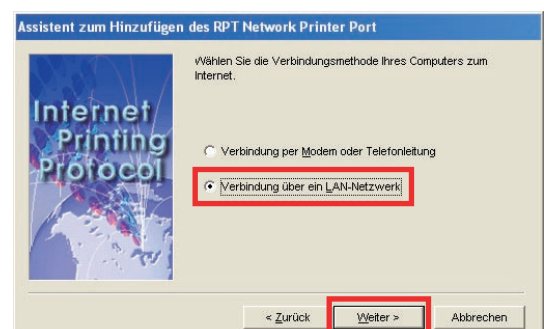 Assistent zum Hinzufügen des RPT Network Printer Port
Wählen Sie die Verbindungsmethode Ihres Computers zum
Internet.
Internet
Printing
Protocol
Verbindung per Modem oder Telefonleitung
Verbindung über ein LAN-Netzwerk
< Zurück
Weiter >
Abbrechen